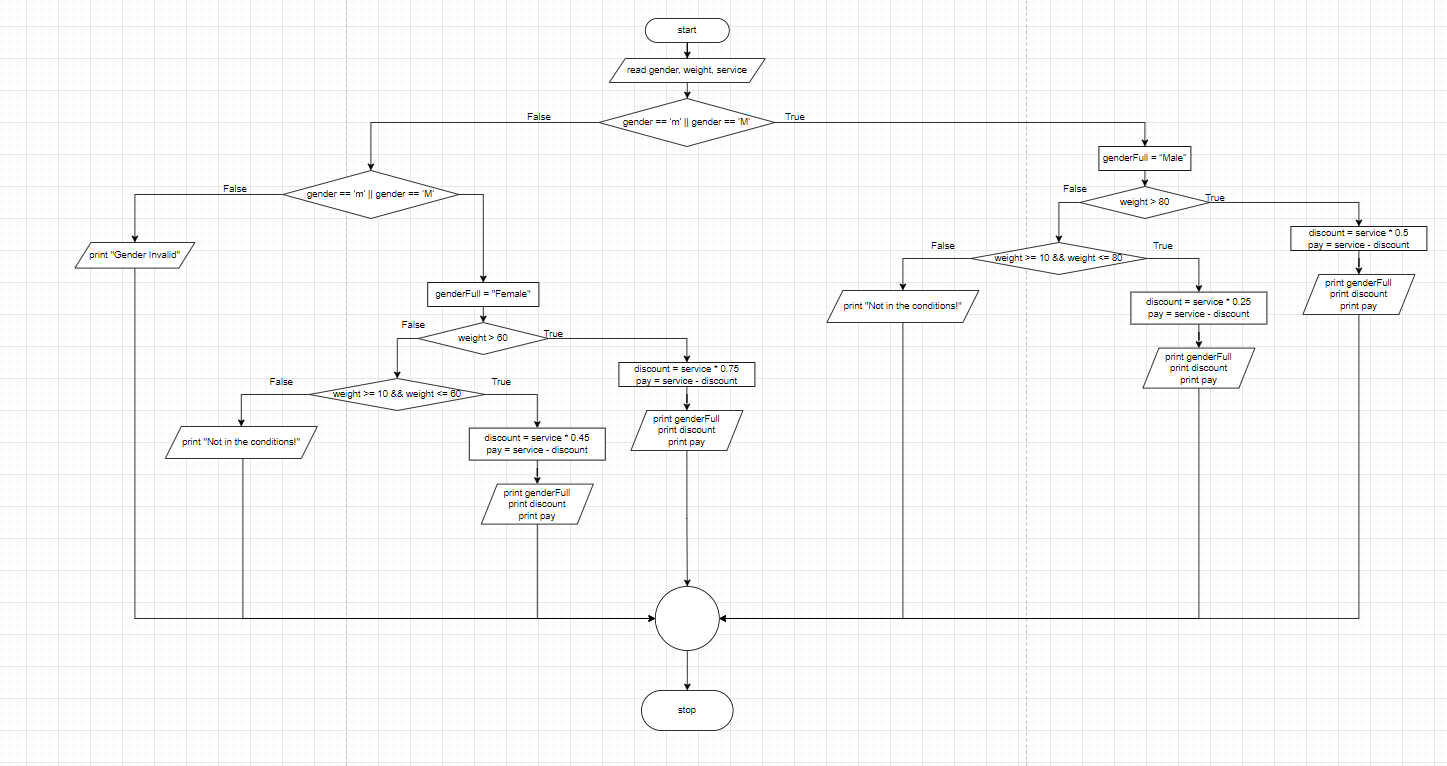 start
read gender, weight, service
gender == 'm' || gender == 'M'
False
True
genderFull = "Male"
gender == 'm' || gender == 'M'
False
weight > 80
False
True
discount = service * 0.5
pay = service - discount
print genderFull
print discount
print pay
weight >= 10 && weight <= 80
False
True
print "Not in the conditions!"
discount = service * 0.25
pay = service - discount
print genderFull
print discount
print pay
print "Gender Invalid"
genderFull = "Female"
weight > 60
False
True
discount = service * 0.75
pay = service - discount
print genderFull
print discount
print pay
weight >= 10 && weight <= 60
False
True
print "Not in the conditions!"
discount = service * 0.45
pay = service - discount
print genderFull
print discount
print pay
stop